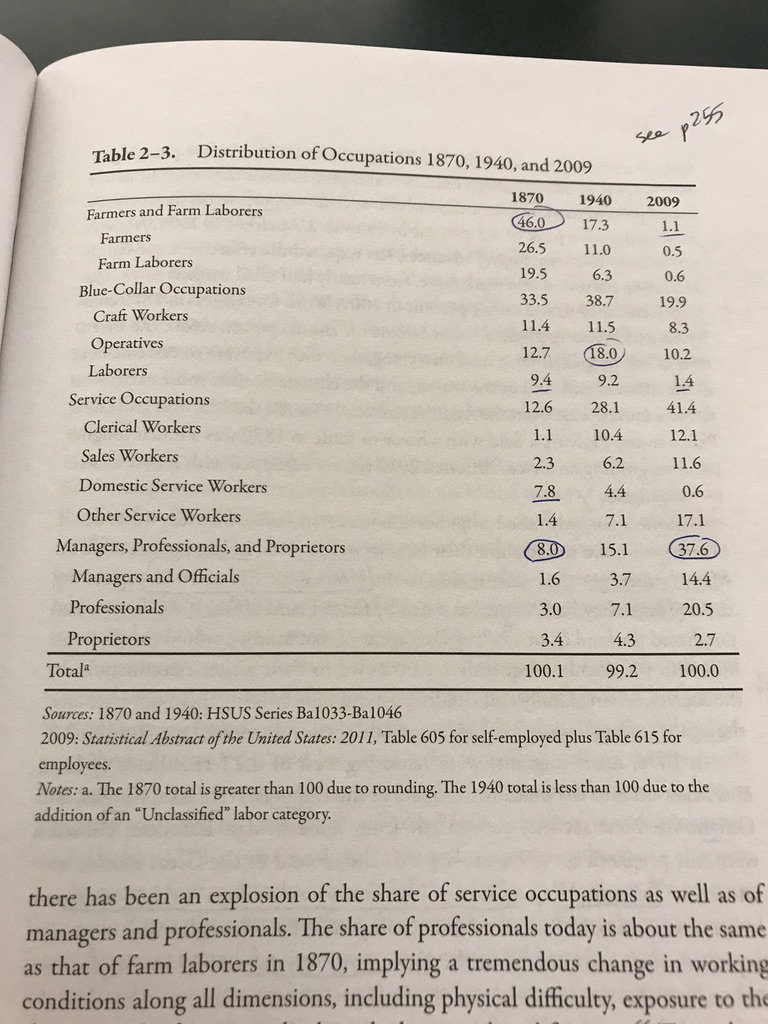 see p255
Table 2–3. Distribution of Occupations 1870, 1940, and 2009
1870 1940 2009
Farmers and Farm Laborers 46.0 17.3 1.1
Farmers 26.5 11.0 0.5
Farm Laborers 19.5 6.3 0.6
Blue-Collar Occupations 33.5 38.7 19.9
Craft Workers 11.4 11.5 8.3
Operatives 12.7 18.0 10.2
Laborers 9.4 9.2 1.4
Service Occupations 12.6 28.1 41.4
Clerical Workers 1.1 10.4 12.1
Sales Workers 2.3 6.2 11.6
Domestic Service Workers 7.8 4.4 0.6
Other Service Workers 1.4 7.1 17.1
Managers, Professionals, and Proprietors 8.0 15.1 37.6
Managers and Officials 1.6 3.7 14.4
Professionals 3.0 7.1 20.5
Proprietors 3.4 4.3 2.7
Totalᵃ 100.1 99.2 100.0
Sources: 1870 and 1940: HSUS Series Ba1033-Ba1046
2009: Statistical Abstract of the United States: 2011, Table 605 for self-employed plus Table 615 for
employees.
Notes: a. The 1870 total is greater than 100 due to rounding. The 1940 total is less than 100 due to the
addition of an “Unclassified” labor category.
there has been an explosion of the share of service occupations as well as of
managers and professionals. The share of professionals today is about the same
as that of farm laborers in 1870, implying a tremendous change in working
conditions along all dimensions, including physical difficulty, exposure to the